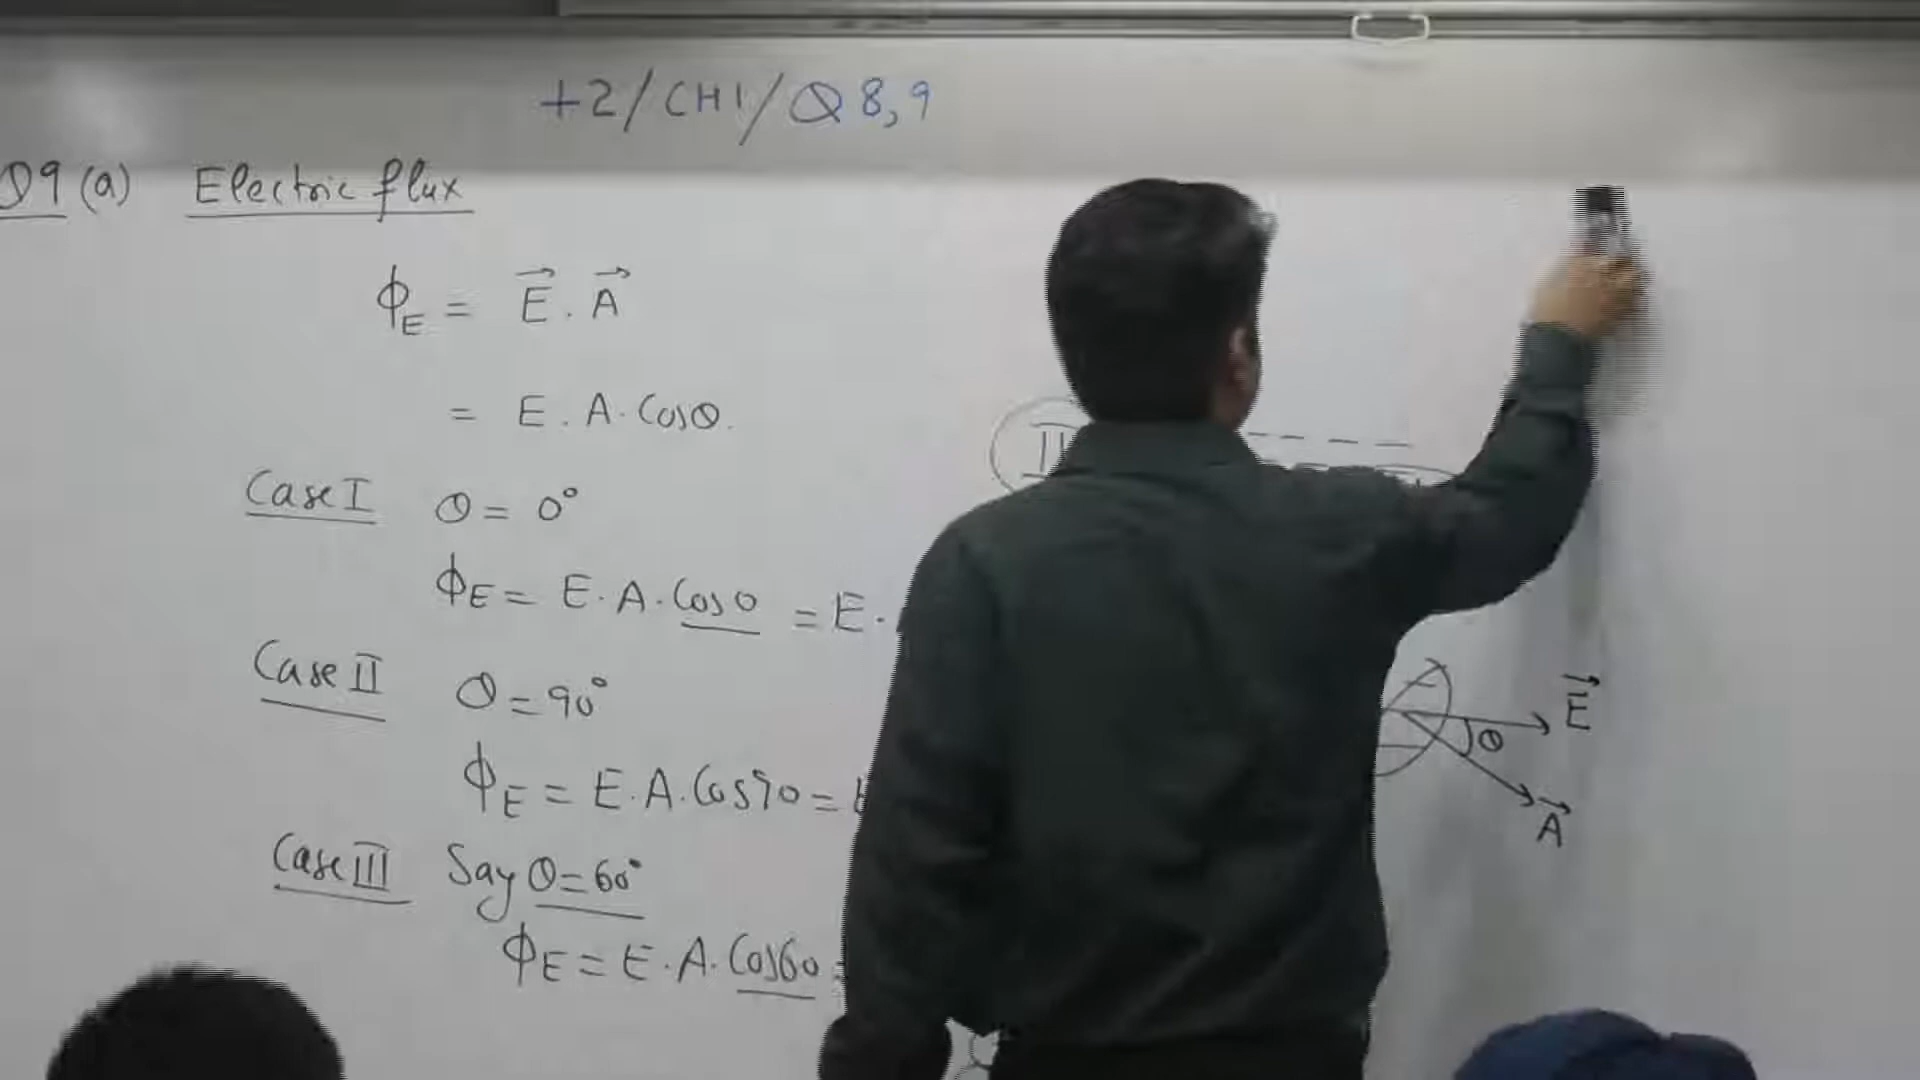 +2/CH1/Q8,9
Q9 (a) Electric flux
ϕE = E⃗ . A⃗
= E . A . Cosθ.
Case I θ = 0°
ϕE = E . A . Cos0 = E .
Case II θ = 90°
ϕE = E . A . Cos90 =
Case III Say θ = 60°
ϕE = E . A . Cos60
II
E⃗
θ
A⃗